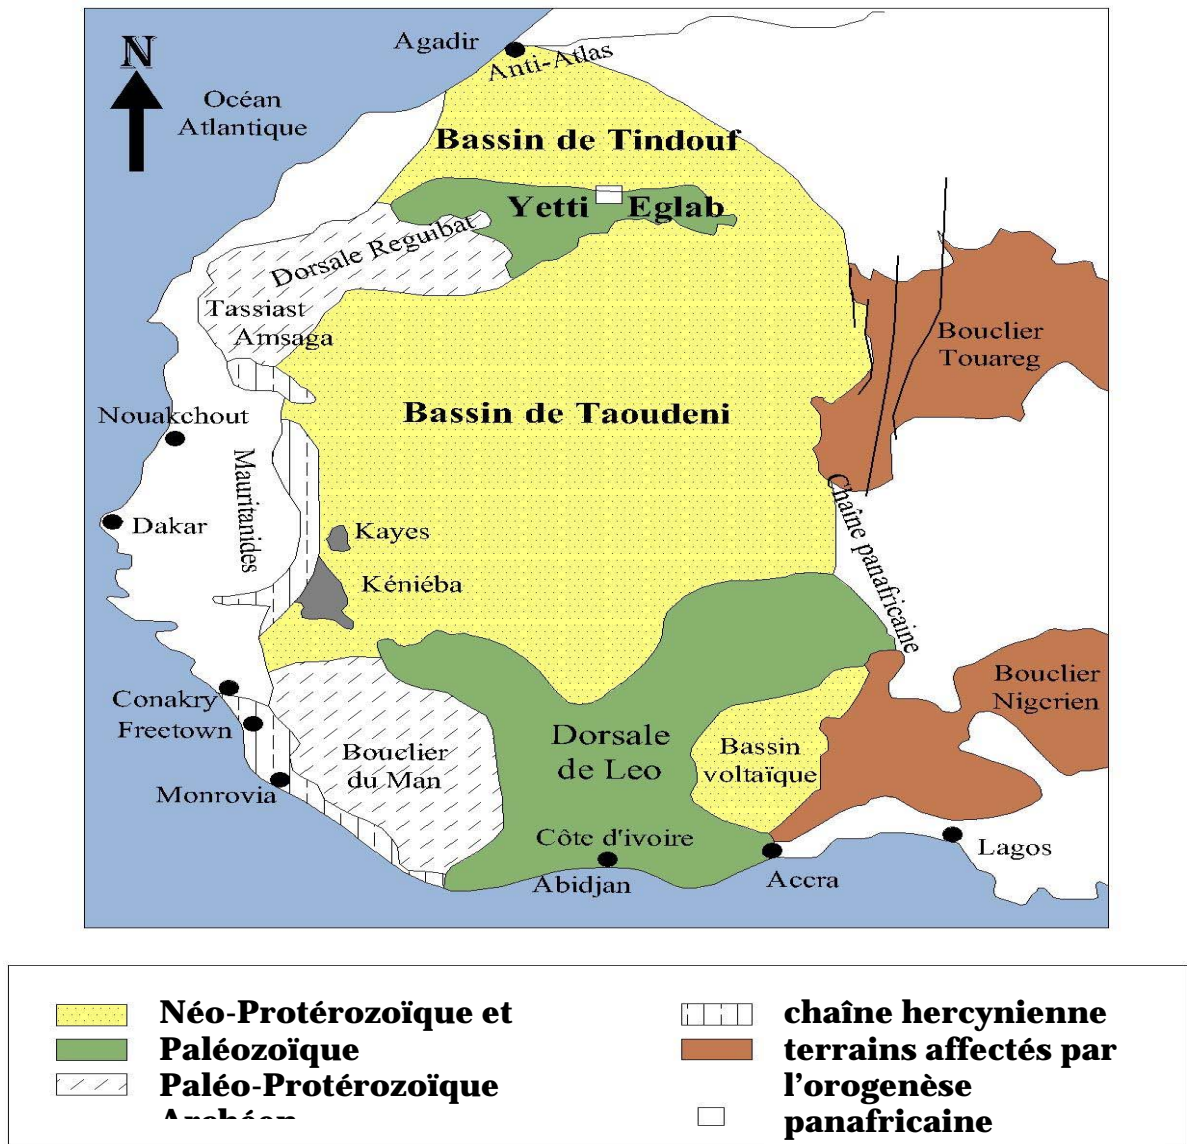 N
Agadir
Anti-Atlas
Océan
Atlantique
Bassin de Tindouf
Yetti Eglab
Dorsale Reguibat
Tassiast
Amsaga
Bouclier
Touareg
Nouakchout
Bassin de Taoudeni
Mauritanides
Dakar
Kayes
Kéniéba
Chaîne panafricaine
Conakry
Freetown
Monrovia
Bouclier
du Man
Dorsale
de Leo
Bassin
voltaïque
Bouclier
Nigerien
Côte d'ivoire
Abidjan
Accra
Lagos
Néo-Protérozoïque et
Paléozoïque
Paléo-Protérozoïque
chaîne hercynienne
terrains affectés par
l'orogenèse
panafricaine